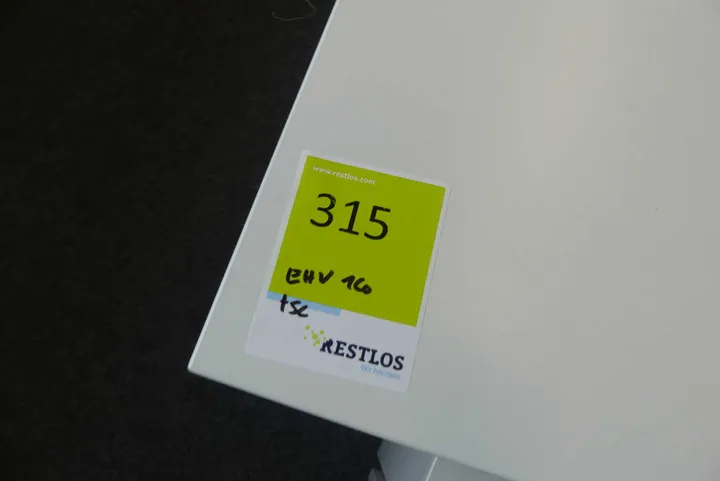 www.restlos.com
315
EHV 160
tsc
RESTLOS